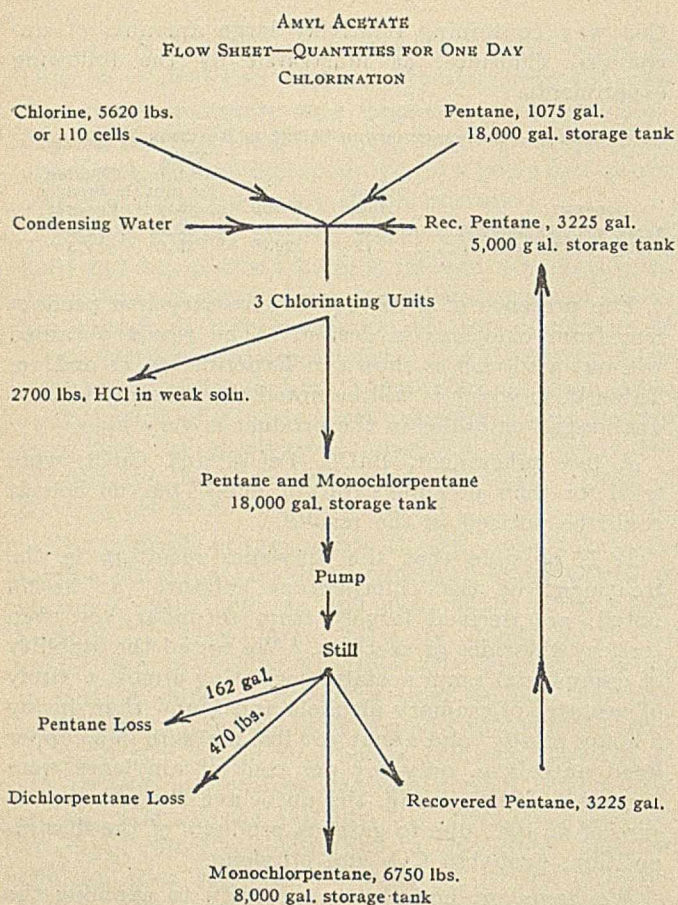 AMYL ACETATE
FLOW SHEET—QUANTITIES FOR ONE DAY
CHLORINATION
Chlorine, 5620 lbs.
or 110 cells
Pentane, 1075 gal.
18,000 gal. storage tank
Condensing Water
Rec. Pentane, 3225 gal.
5,000 gal. storage tank
3 Chlorinating Units
2700 lbs. HCl in weak soln.
Pentane and Monochlorpentane
18,000 gal. storage tank
Pump
Still
162 gal.
Pentane Loss
470 lbs.
Dichlorpentane Loss
Recovered Pentane, 3225 gal.
Monochlorpentane, 6750 lbs.
8,000 gal. storage tank